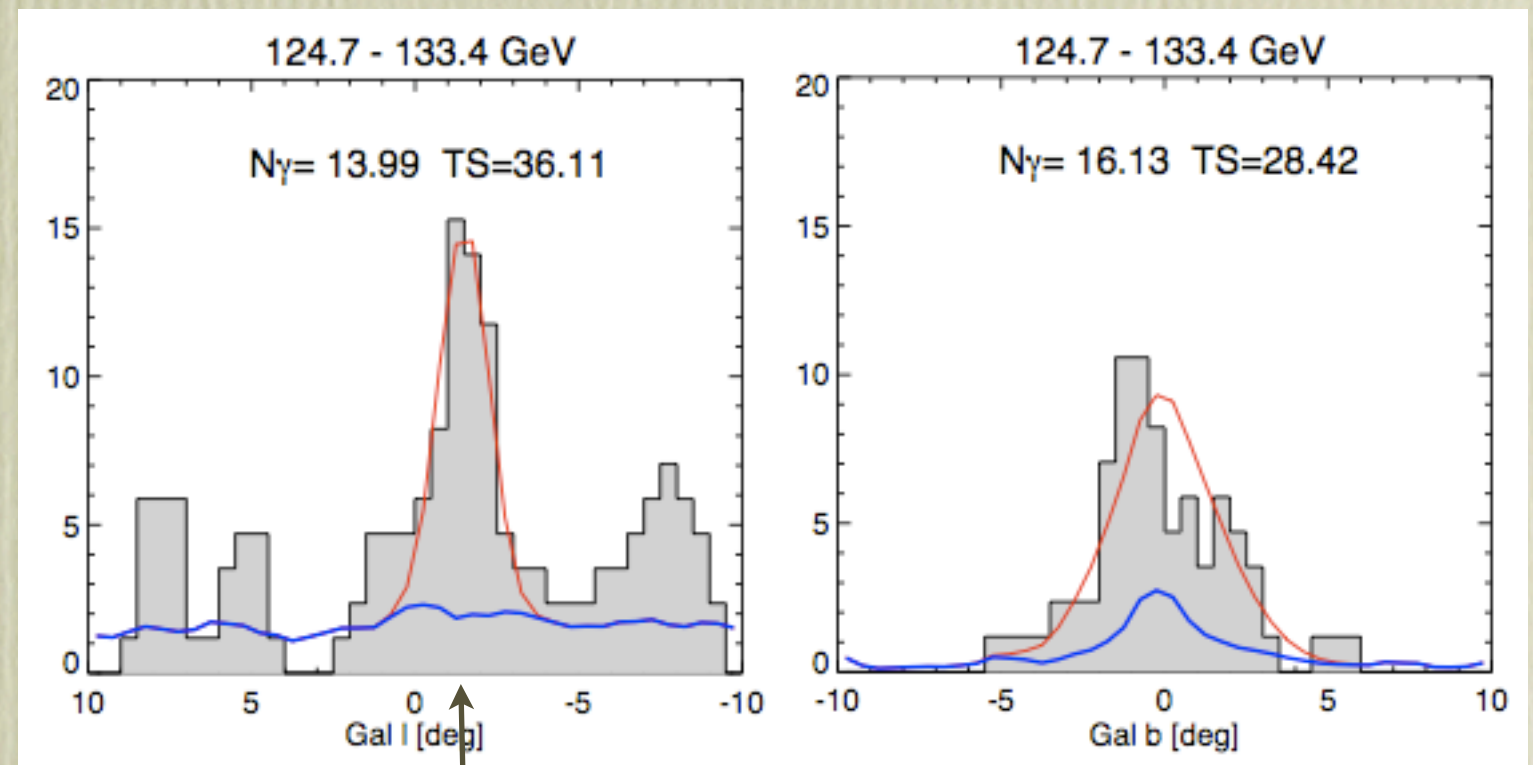 124.7 - 133.4 GeV
Nγ= 13.99 TS=36.11
20
15
10
5
0
10 5 0 -5 -10
Gal l [deg]
124.7 - 133.4 GeV
Nγ= 16.13 TS=28.42
20
15
10
5
0
-10 -5 0 5 10
Gal b [deg]